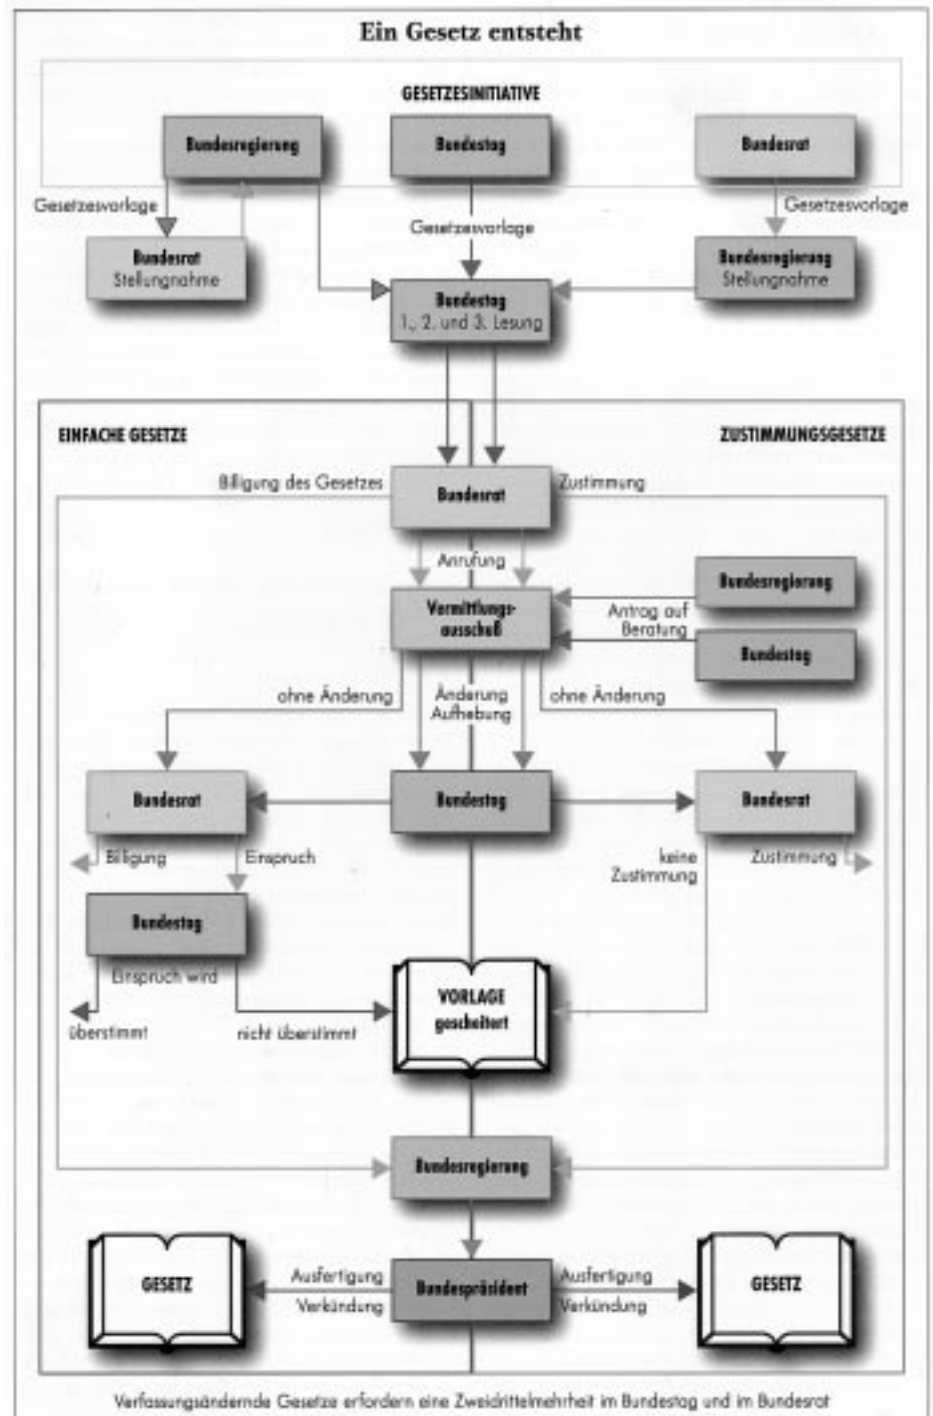 Ein Gesetz entsteht
GESETZESINITIATIVE
Bundesregierung
Bundestag
Bundesrat
Gesetzesvorlage
Gesetzesvorlage
Gesetzesvorlage
Bundesrat
Stellungnahme
Bundesregierung
Stellungnahme
Bundestag
1., 2. und 3. Lesung
EINFACHE GESETZE
ZUSTIMMUNGSGESETZE
Billigung des Gesetzes
Bundesrat
Zustimmung
Anrufung
Vermittlungs-
ausschuß
Bundesregierung
Antrag auf
Beratung
Bundestag
ohne Änderung
Änderung
Aufhebung
ohne Änderung
Bundesrat
Bundestag
Bundesrat
Billigung
Einspruch
keine
Zustimmung
Zustimmung
Bundestag
Einspruch wird
überstimmt
nicht überstimmt
VORLAGE
gescheitert
Bundesregierung
GESETZ
Ausfertigung
Verkündung
Bundespräsident
Ausfertigung
Verkündung
GESETZ
Verfassungsändernde Gesetze erfordern eine Zweidrittelmehrheit im Bundestag und im Bundesrat